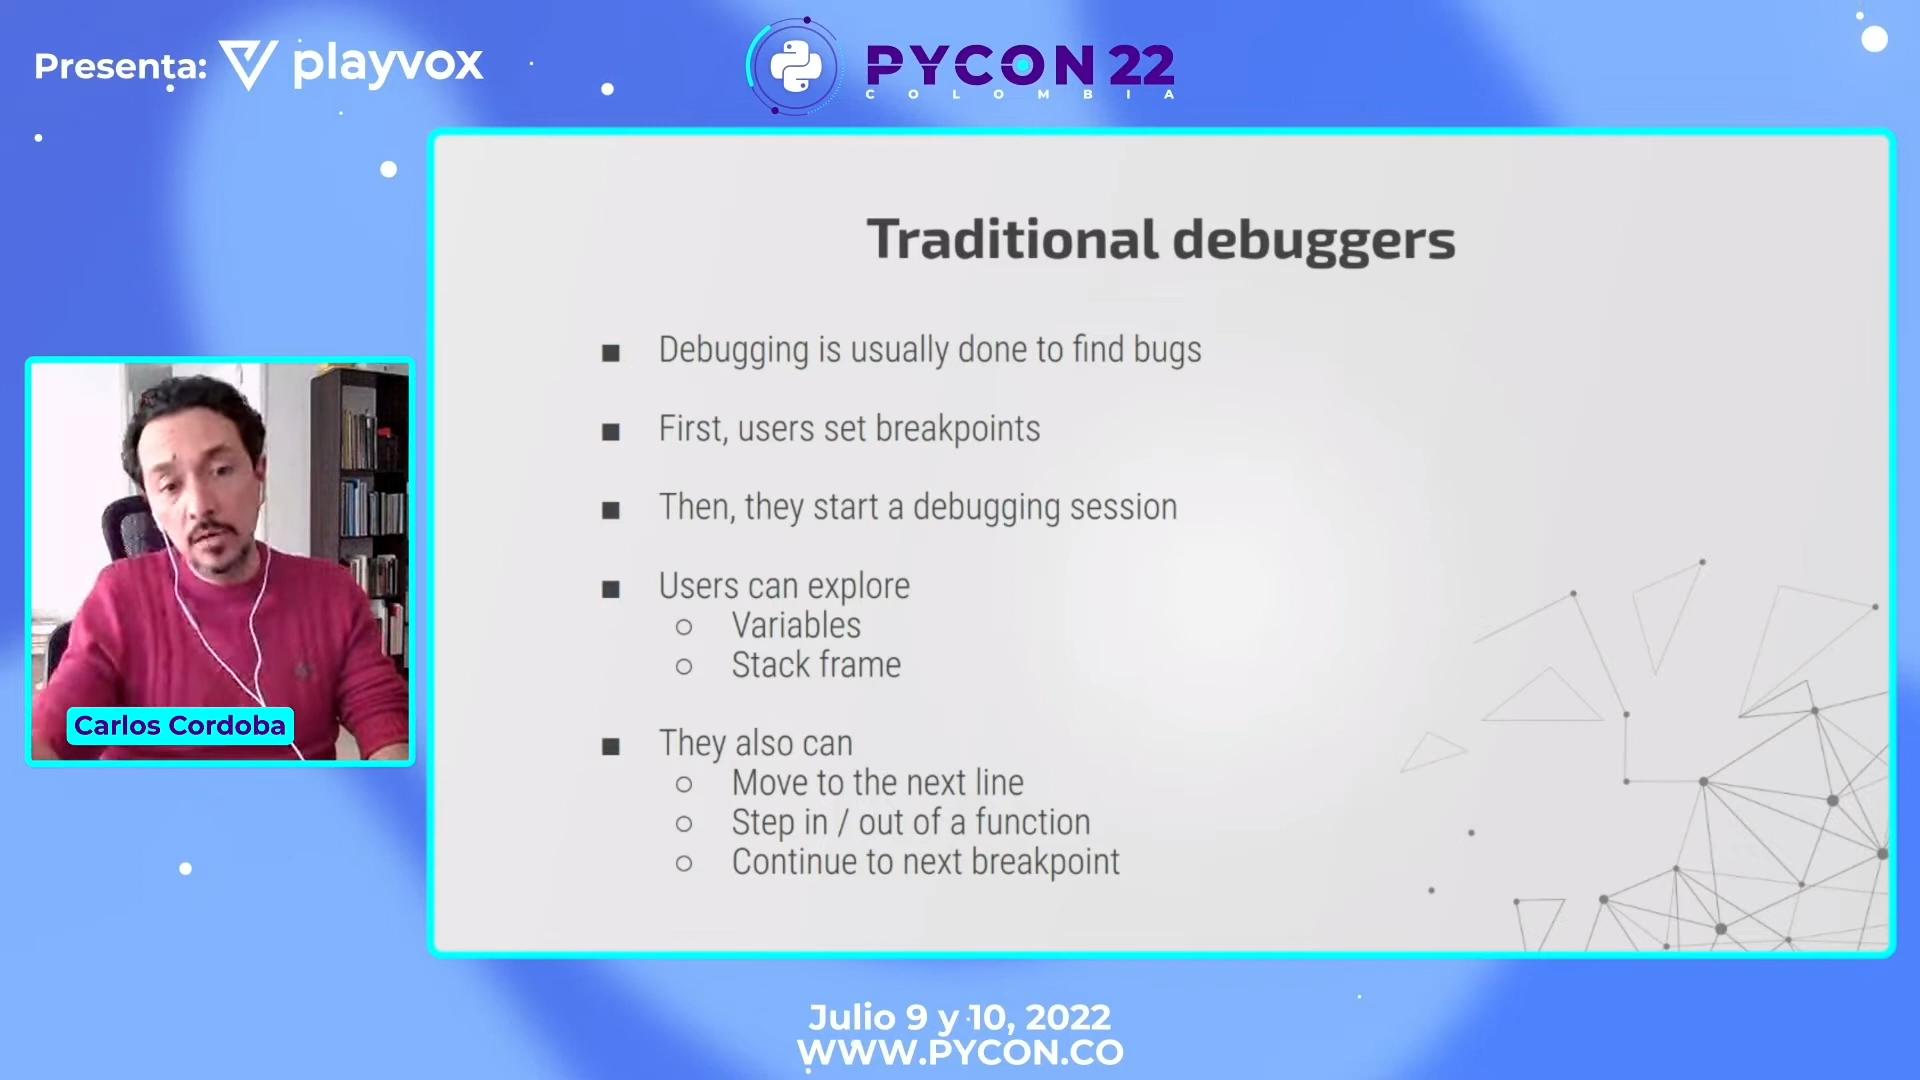 Presenta: playvox
PYCON 22
COLOMBIA
Traditional debuggers
■ Debugging is usually done to find bugs
■ First, users set breakpoints
■ Then, they start a debugging session
■ Users can explore
○ Variables
○ Stack frame
■ They also can
○ Move to the next line
○ Step in / out of a function
○ Continue to next breakpoint
Carlos Cordoba
Julio 9 y 10, 2022
WWW.PYCON.CO